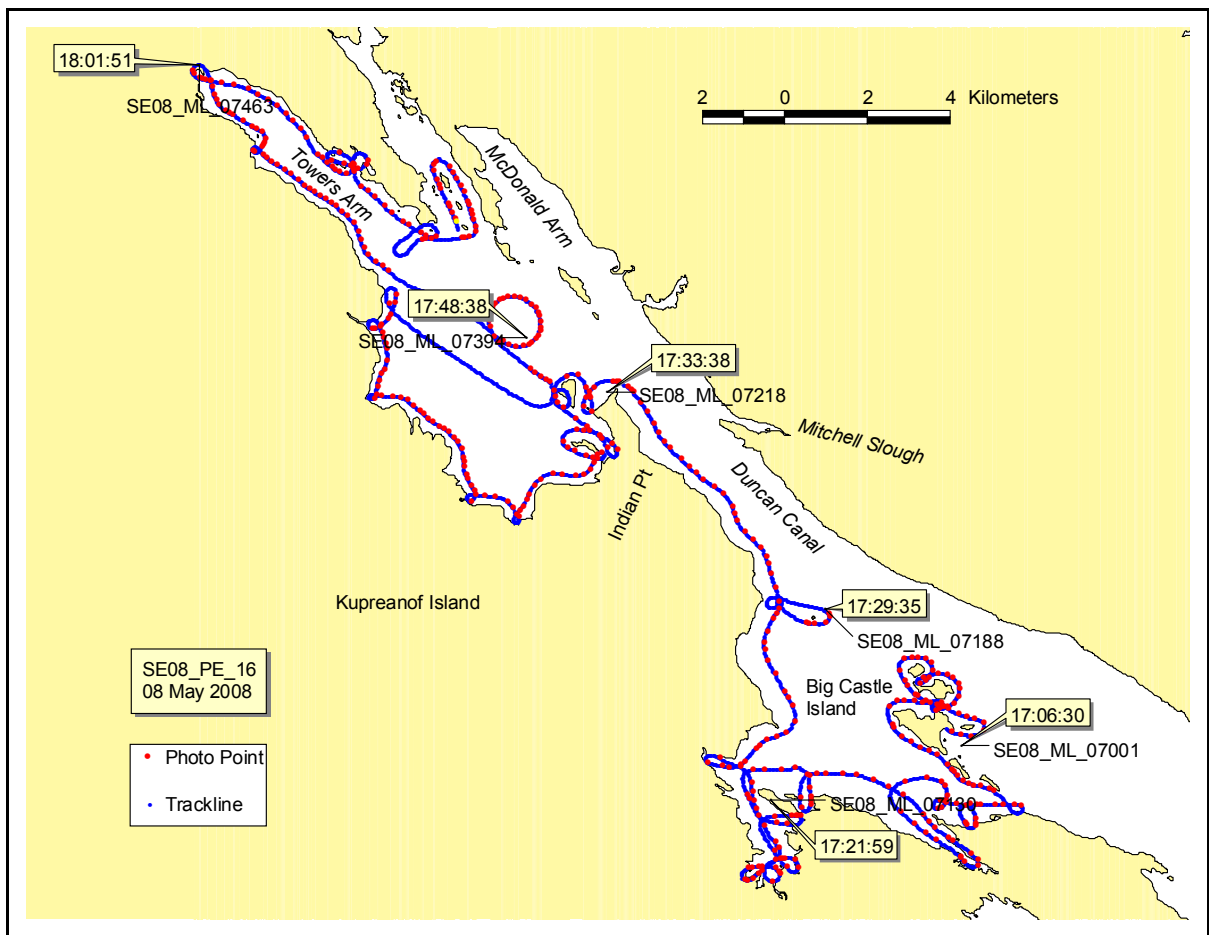 18:01:51
SE08_ML_07463
2 0 2 4 Kilometers
Towers Arm
McDonald Arm
17:48:38
SE08_ML_07394
17:33:38
SE08_ML_07218
Mitchell Slough
Indian Pt
Duncan Canal
Kupreanof Island
17:29:35
SE08_ML_07188
SE08_PE_16
08 May 2008
Big Castle
Island
17:06:30
SE08_ML_07001
Photo Point
Trackline
SE08_ML_07130
17:21:59